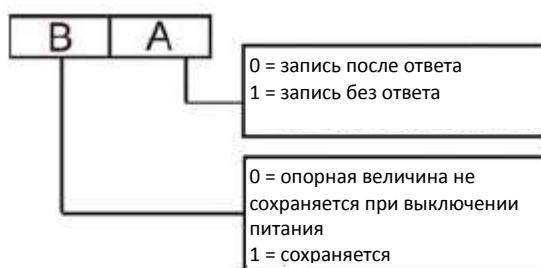 B A
0 = запись после ответа
1 = запись без ответа
0 = опорная величина не
сохраняется при выключении
питания
1 = сохраняется